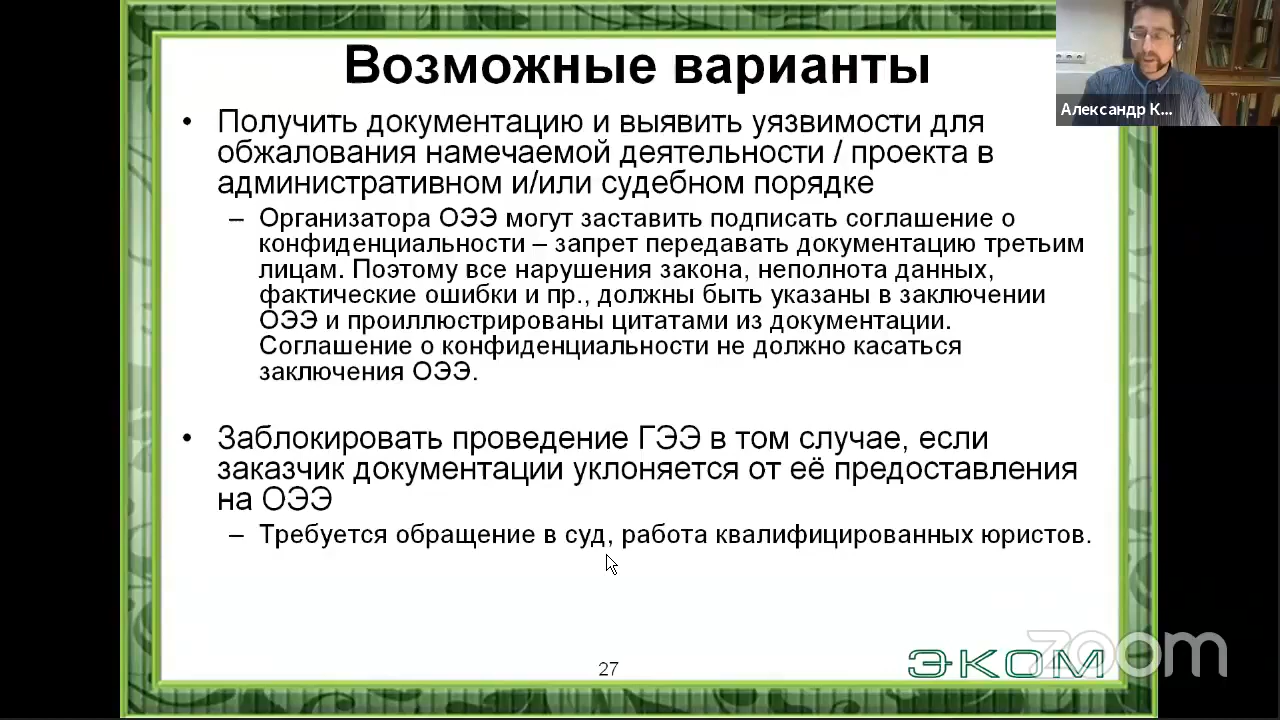 Возможные варианты
Александр К...
• Получить документацию и выявить уязвимости для
обжалования намечаемой деятельности / проекта в
административном и/или судебном порядке
– Организатора ОЭЭ могут заставить подписать соглашение о
конфиденциальности – запрет передавать документацию третьим
лицам. Поэтому все нарушения закона, неполнота данных,
фактические ошибки и пр., должны быть указаны в заключении
ОЭЭ и проиллюстрированы цитатами из документации.
Соглашение о конфиденциальности не должно касаться
заключения ОЭЭ.
• Заблокировать проведение ГЭЭ в том случае, если
заказчик документации уклоняется от её предоставления
на ОЭЭ
– Требуется обращение в суд, работа квалифицированных юристов.
27
ЭКОМ
zoom